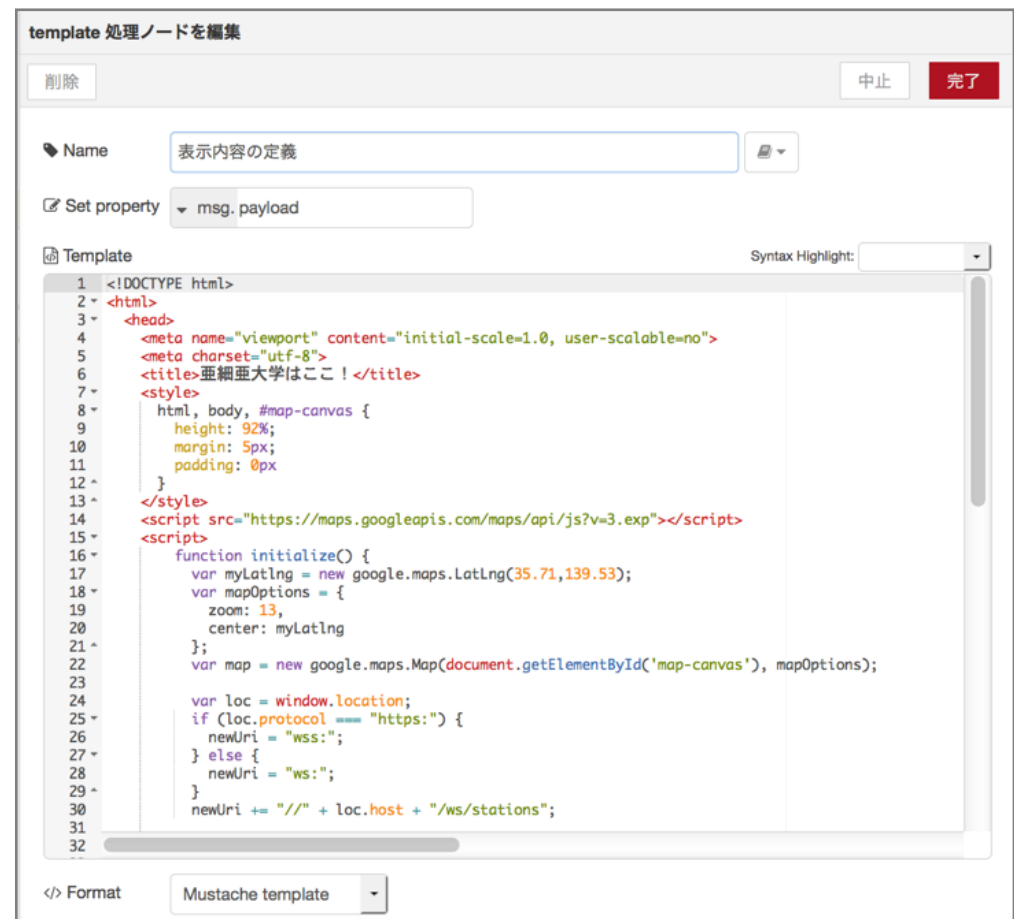 template 処理ノードを編集
削除 中止 完了
Name 表示内容の定義
Set property msg. payload
Template Syntax Highlight:
1 <!DOCTYPE html>
2 <html>
3 <head>
4 <meta name="viewport" content="initial-scale=1.0, user-scalable=no">
5 <meta charset="utf-8">
6 <title>亜細亜大学はここ！</title>
7 <style>
8 html, body, #map-canvas {
9 height: 92%;
10 margin: 5px;
11 padding: 0px
12 }
13 </style>
14 <script src="https://maps.googleapis.com/maps/api/js?v=3.exp"></script>
15 <script>
16 function initialize() {
17 var myLatlng = new google.maps.LatLng(35.71,139.53);
18 var mapOptions = {
19 zoom: 13,
20 center: myLatlng
21 };
22 var map = new google.maps.Map(document.getElementById('map-canvas'), mapOptions);
23
24 var loc = window.location;
25 if (loc.protocol === "https:") {
26 newUri = "wss:";
27 } else {
28 newUri = "ws:";
29 }
30 newUri += "//" + loc.host + "/ws/stations";
31
32
</> Format Mustache template